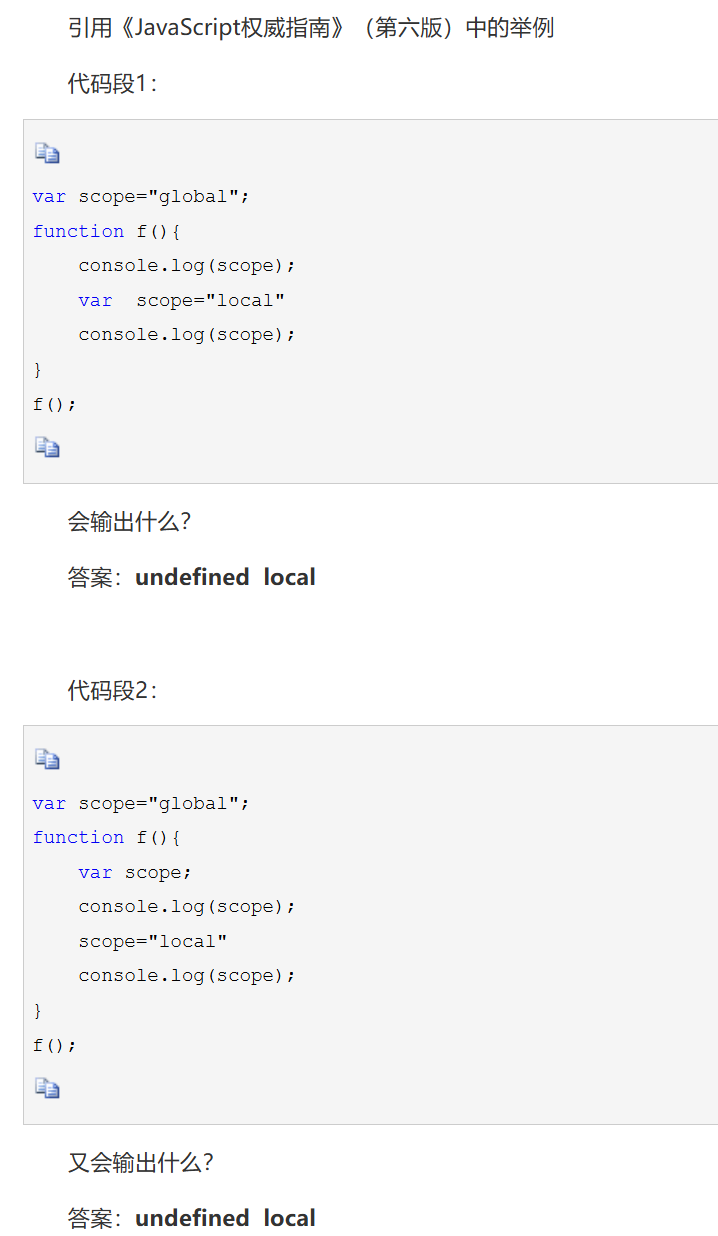 引用《JavaScript权威指南》（第六版）中的举例
代码段1：
var scope="global";
function f(){
    console.log(scope);
    var  scope="local"
    console.log(scope);
}
f();
会输出什么？
答案：undefined  local
代码段2：
var scope="global";
function f(){
    var scope;
    console.log(scope);
    scope="local"
    console.log(scope);
}
f();
又会输出什么？
答案：undefined  local